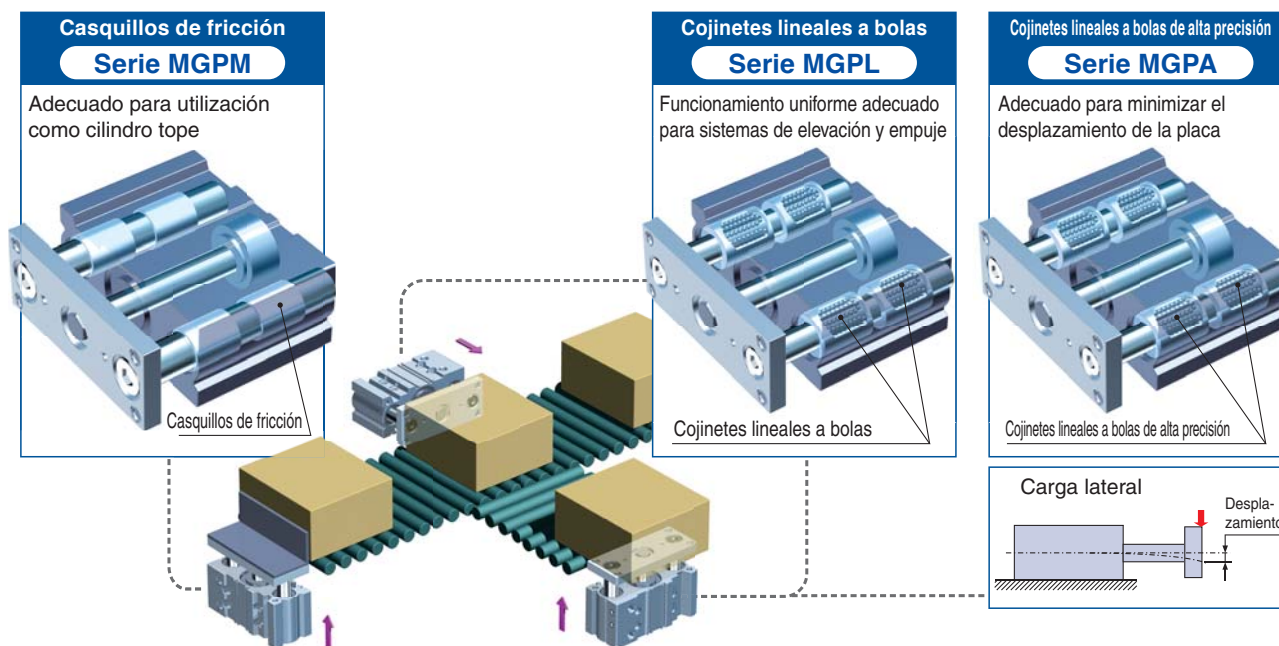 Casquillos de fricción
Serie MGPM
Adecuado para utilización
como cilindro tope
Casquillos de fricción
Cojinetes lineales a bolas
Serie MGPL
Funcionamiento uniforme adecuado
para sistemas de elevación y empuje
Cojinetes lineales a bolas
Cojinetes lineales a bolas de alta precisión
Serie MGPA
Adecuado para minimizar el
desplazamiento de la placa
Cojinetes lineales a bolas de alta precisión
Carga lateral
Despla-
zamiento